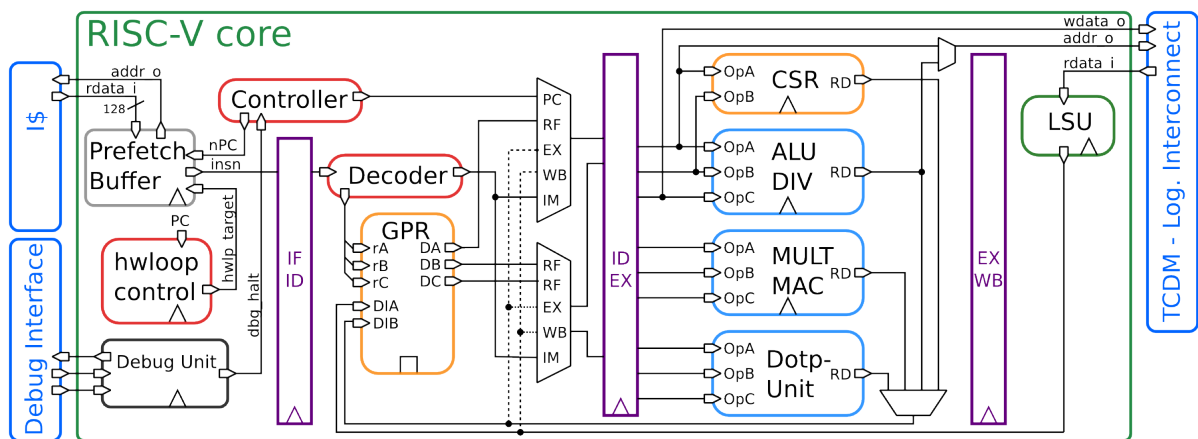 RISC-V core
I$
addr_o
rdata_i
128
Prefetch
Buffer
nPC
insn
Controller
PC
hwloop
control
hwlp_target
dbg_halt
Debug Interface
Debug Unit
IF
ID
Decoder
GPR
rA
rB
rC
DIA
DIB
DA
DB
DC
PC
RF
EX
WB
IM
RF
RF
EX
WB
IM
ID
EX
OpA
OpB
CSR
RD
OpA
OpB
OpC
ALU
DIV
RD
OpA
OpB
OpC
MULT
MAC
RD
OpA
OpB
OpC
Dotp-
Unit
RD
EX
WB
wdata_o
addr_o
rdata_i
LSU
TCDM - Log. Interconnect